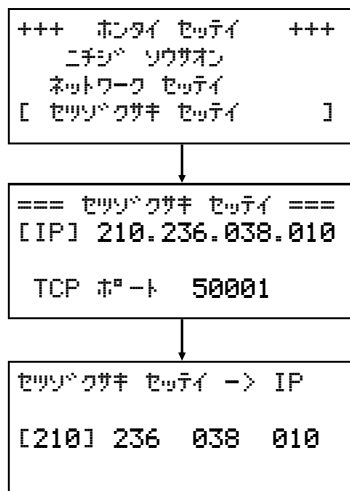 +++ ホンタイ セッテイ +++
ニチジ ソウサオン
ネットワーク セッテイ
[ セツゾクサキ セッテイ ]
=== セツゾクサキ セッテイ ===
[IP] 210.236.038.010
TCP ポート 50001
セツゾクサキ セッテイ -> IP
[210] 236 038 010